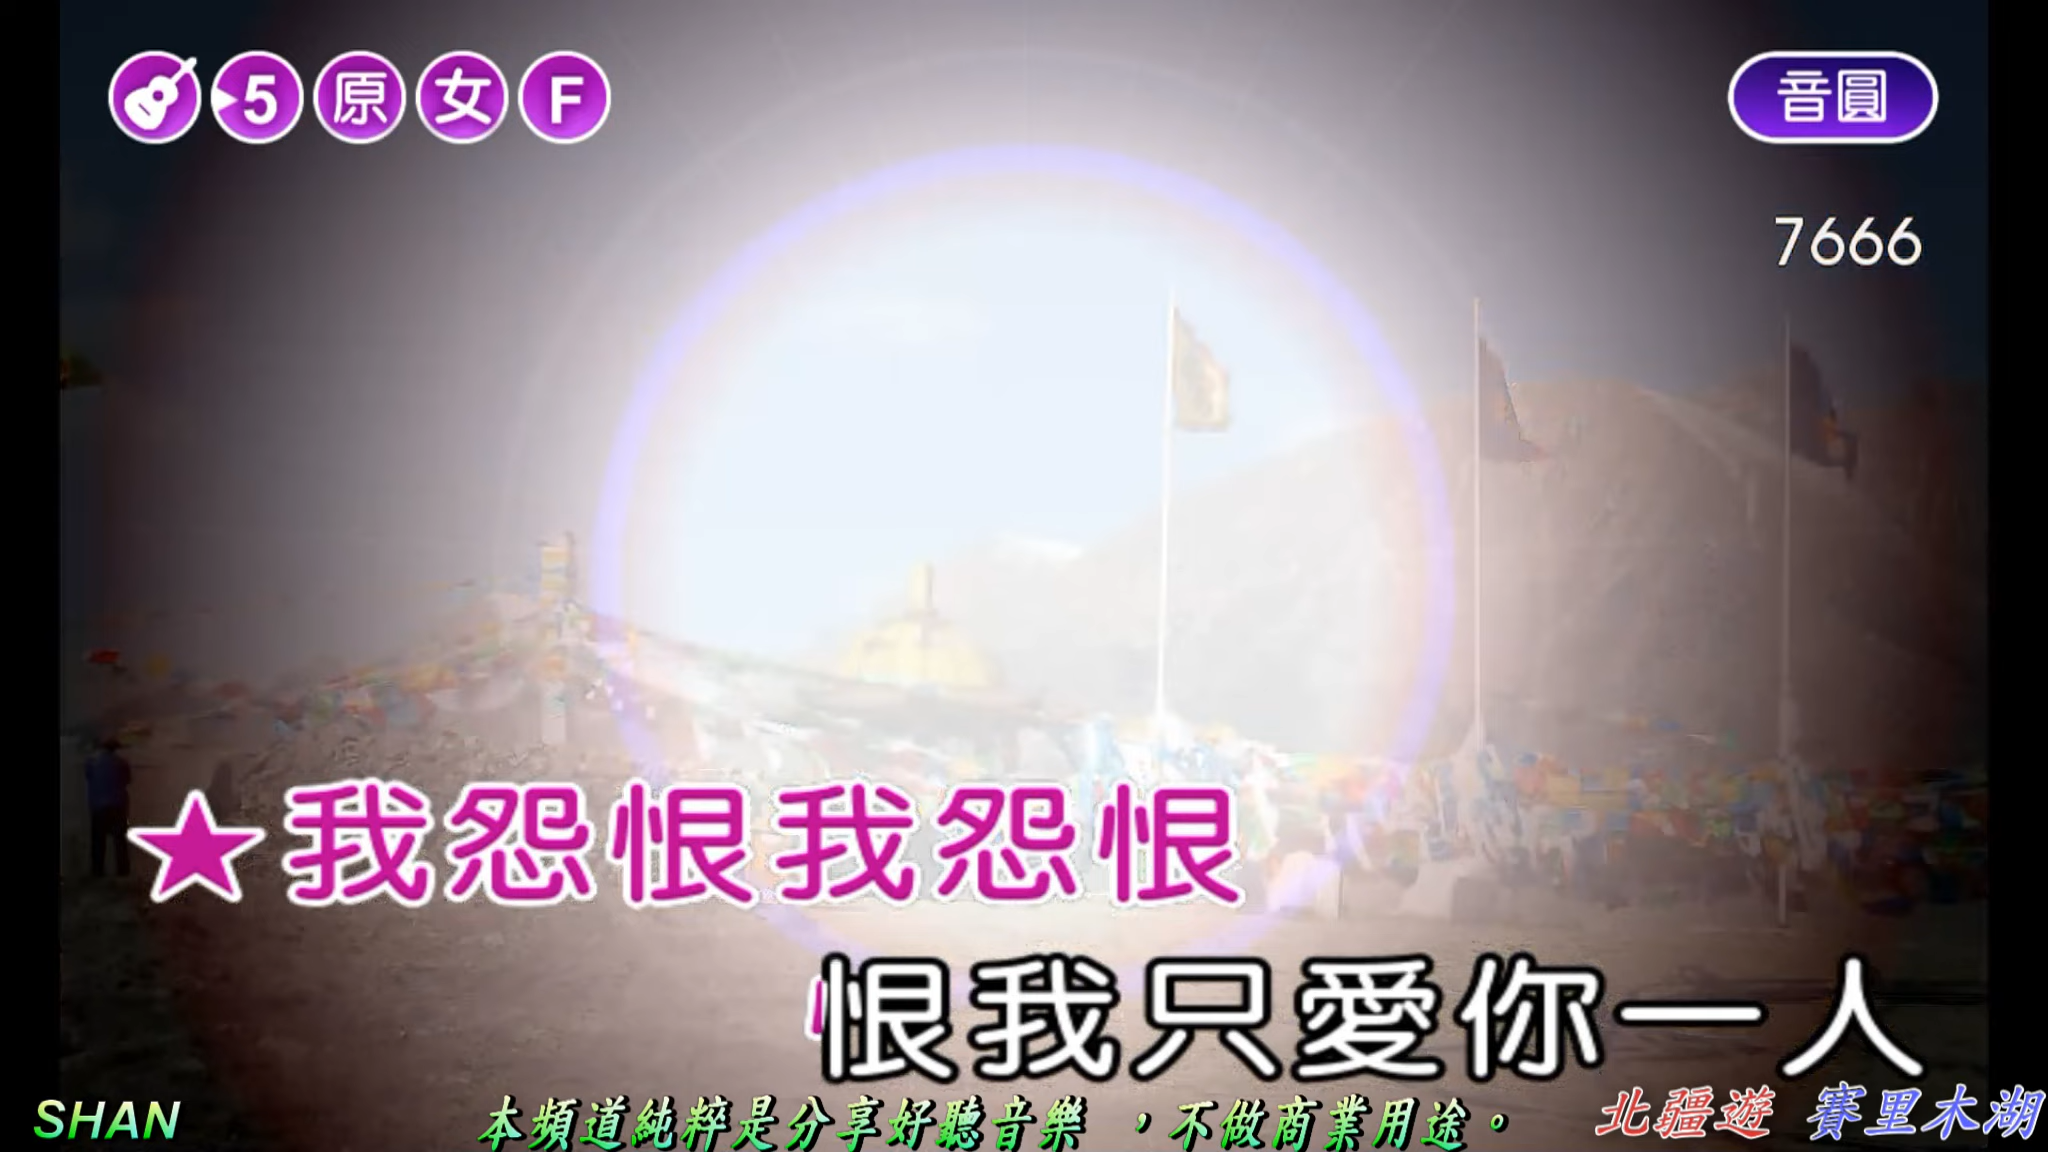 5 原 女 F
音圓
7666
★我怨恨我怨恨
恨我只愛你一人
SHAN
本頻道純粹是分享好聽音樂 ，不做商業用途。
北疆遊 賽里木湖